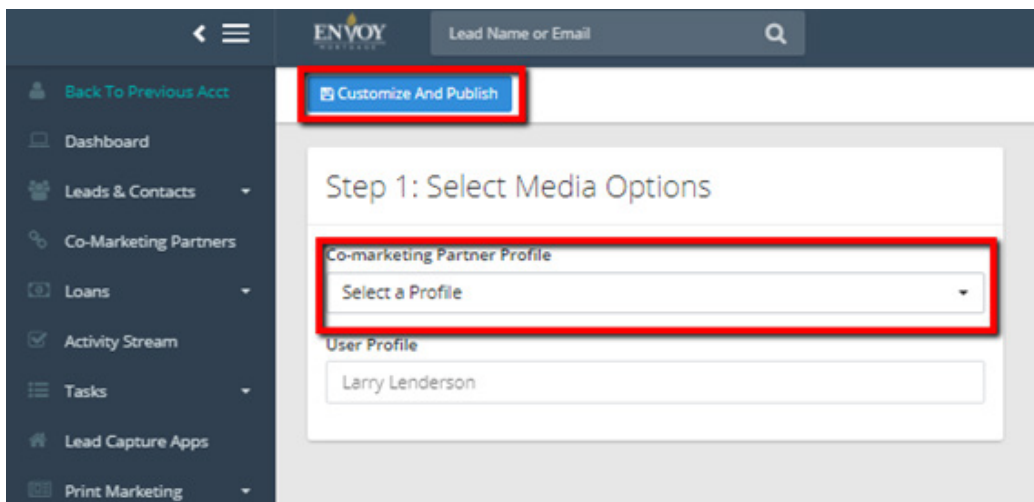 ENVOY
MORTGAGE
Lead Name or Email
Back To Previous Acct
Dashboard
Leads & Contacts
Co-Marketing Partners
Loans
Activity Stream
Tasks
Lead Capture Apps
Print Marketing
Customize And Publish
Step 1: Select Media Options
Co-marketing Partner Profile
Select a Profile
User Profile
Larry Lenderson